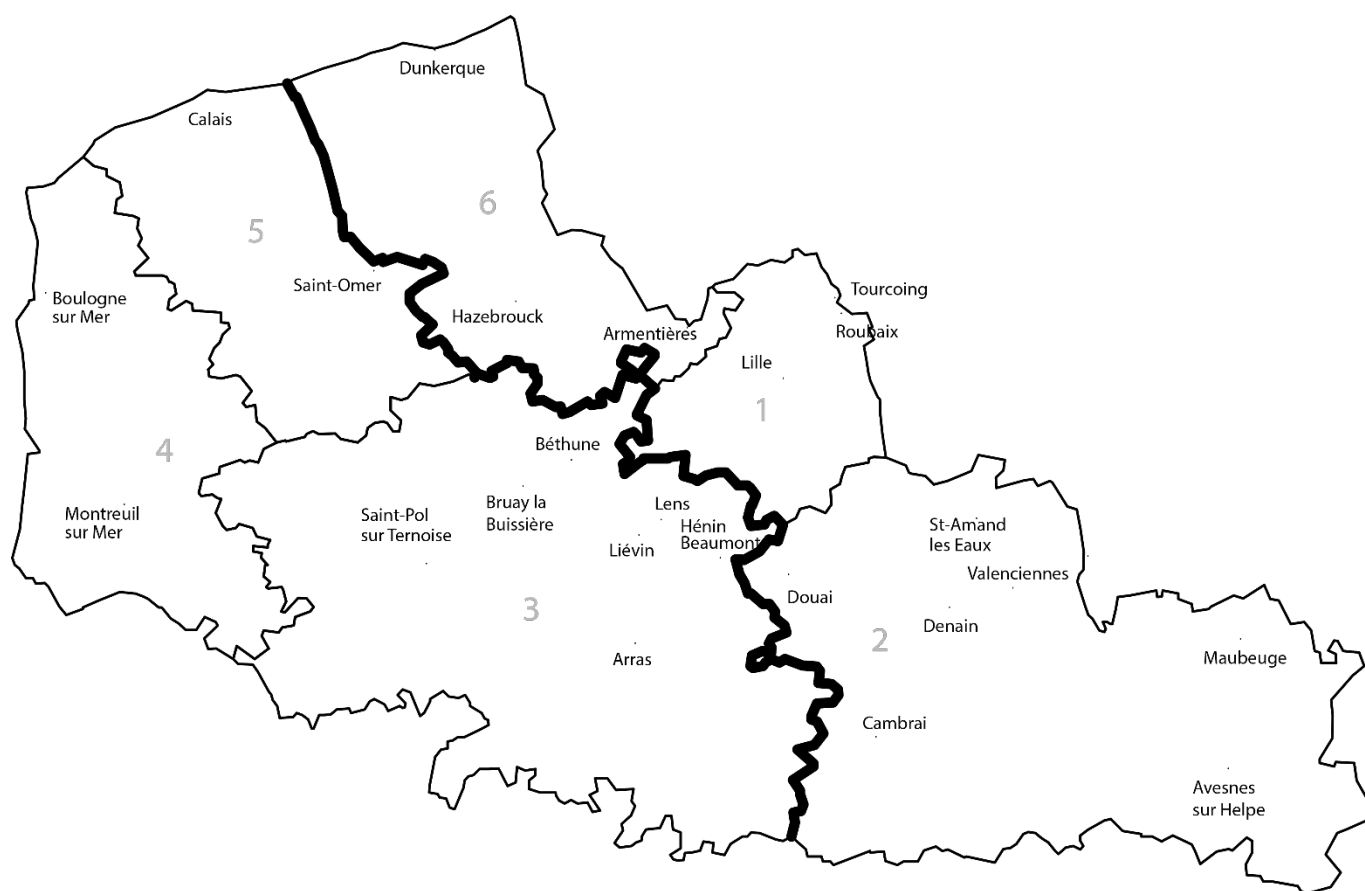 Dunkerque
Calais
6
5
Saint-Omer
Tourcoing
Boulogne
sur Mer
Hazebrouck
Armentières
Roubaix
Lille
1
4
Béthune
Montreuil
sur Mer
Saint-Pol
sur Ternoise
Bruay la
Buissière
Lens
Hénin
Beaumont
Liévin
St-Amand
les Eaux
Valenciennes
3
Douai
2
Denain
Arras
Maubeuge
Cambrai
Avesnes
sur Helpe